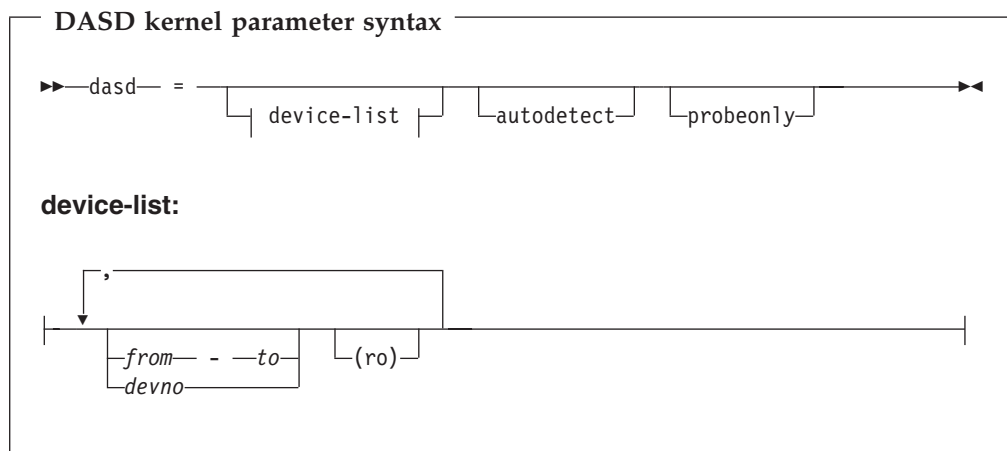 DASD kernel parameter syntax
dasd = 
device-list autodetect probeonly
device-list:
,
from - to (ro)
devno